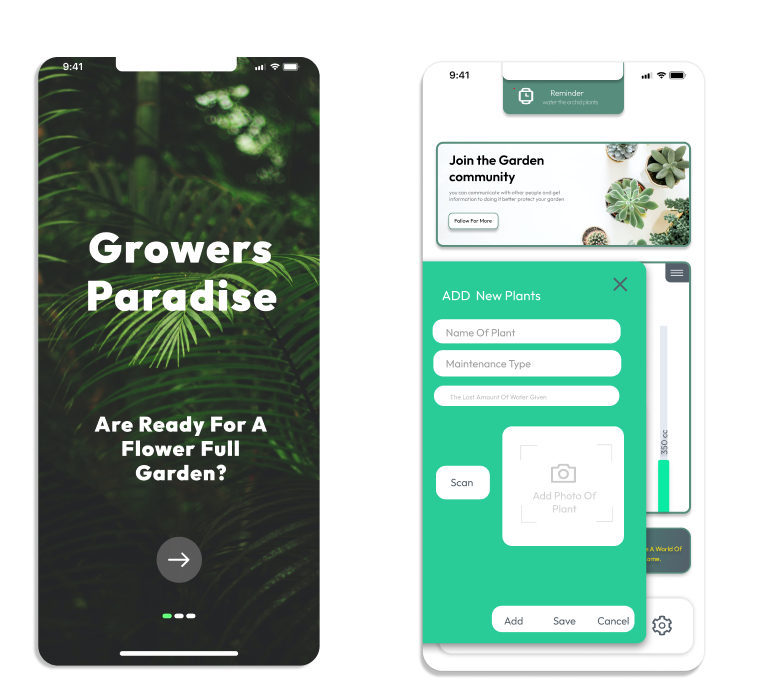 9:41
Growers
Paradise
Are Ready For A
Flower Full
Garden?
9:41
Reminder
water the orchid plants
Join the Garden
community
you can communicate with other people and get
information to doing it better protect your garden
Follow For More
ADD New Plants
Name Of Plant
Maintenance Type
The Last Amount Of Water Given
350 cc
Scan
Add Photo Of
Plant
A World Of
ome.
Add Save Cancel